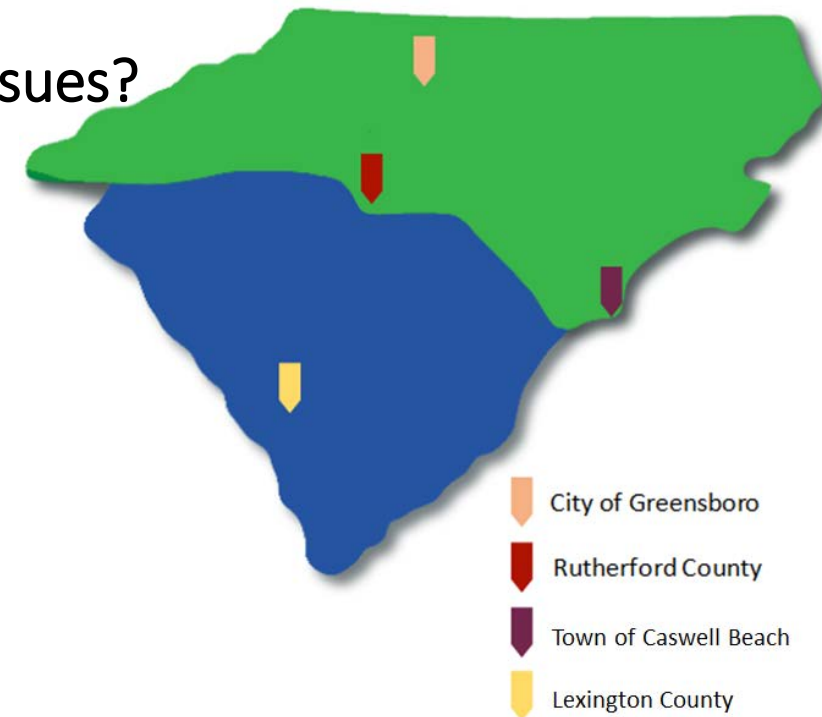 sues?
City of Greensboro
Rutherford County
Town of Caswell Beach
Lexington County